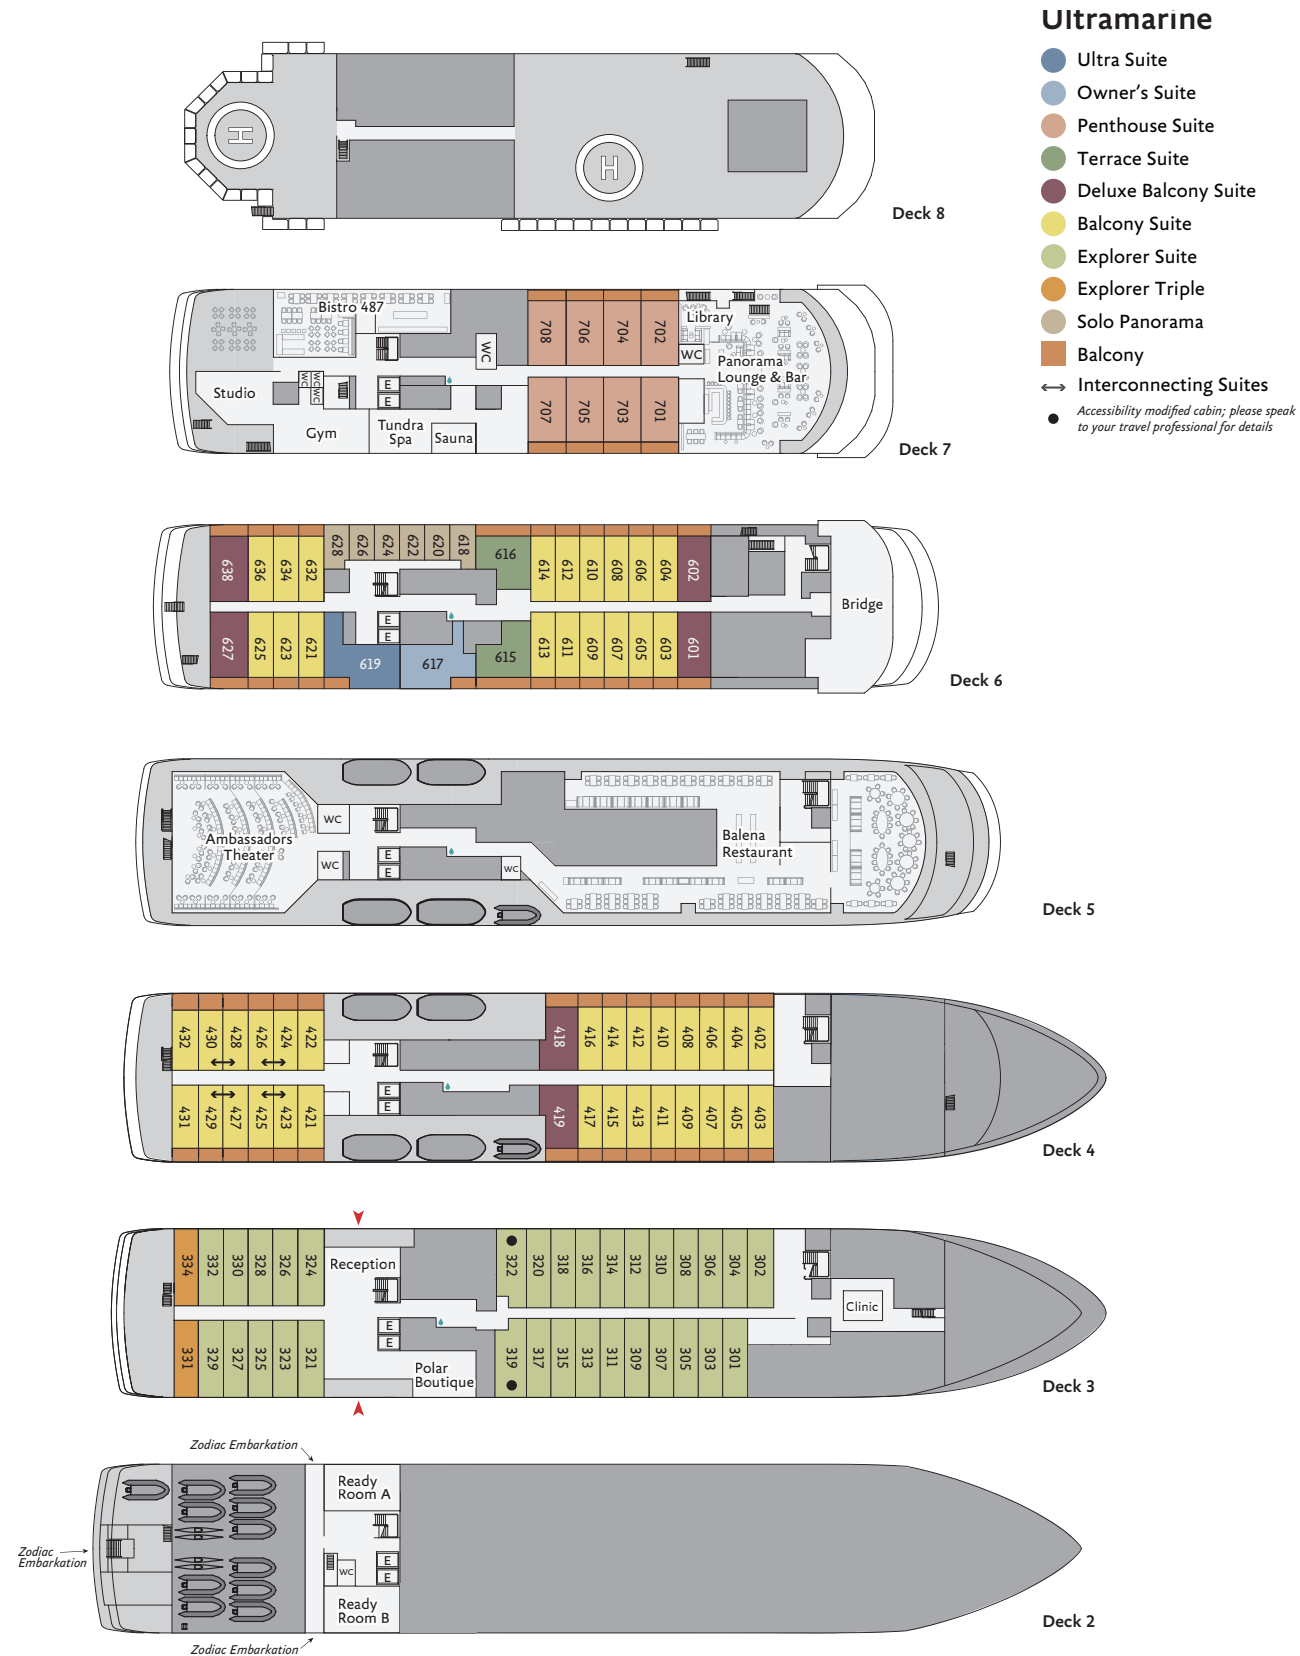 Ultramarine
Ultra Suite
Owner's Suite
Penthouse Suite
Terrace Suite
Deluxe Balcony Suite
Balcony Suite
Explorer Suite
Explorer Triple
Solo Panorama
Balcony
Interconnecting Suites
Accessibility modified cabin; please speak
to your travel professional for details
H
H
Deck 8
Bistro 487
WC
708
706
704
702
Library
WC
Panorama
Lounge & Bar
Studio
WC
WC
WC
E
E
Gym
Tundra
Spa
Sauna
707
705
703
701
Deck 7
638
636
634
632
628
626
624
622
620
618
616
614
612
610
608
606
604
602
Bridge
627
625
623
621
619
E
E
617
615
613
611
609
607
605
603
601
Deck 6
Ambassadors
Theater
WC
WC
E
E
WC
Balena
Restaurant
Deck 5
432
430
428
426
424
422
418
416
414
412
410
408
406
404
402
431
429
427
425
423
421
E
E
419
417
415
413
411
409
407
405
403
Deck 4
334
332
330
328
326
324
Reception
322
320
318
316
314
312
310
308
306
304
302
Clinic
331
329
327
325
323
321
E
E
Polar
Boutique
319
317
315
313
311
309
307
305
303
301
Deck 3
Zodiac Embarkation
Ready
Room A
Zodiac
Embarkation
WC
E
E
Ready
Room B
Zodiac Embarkation
Deck 2